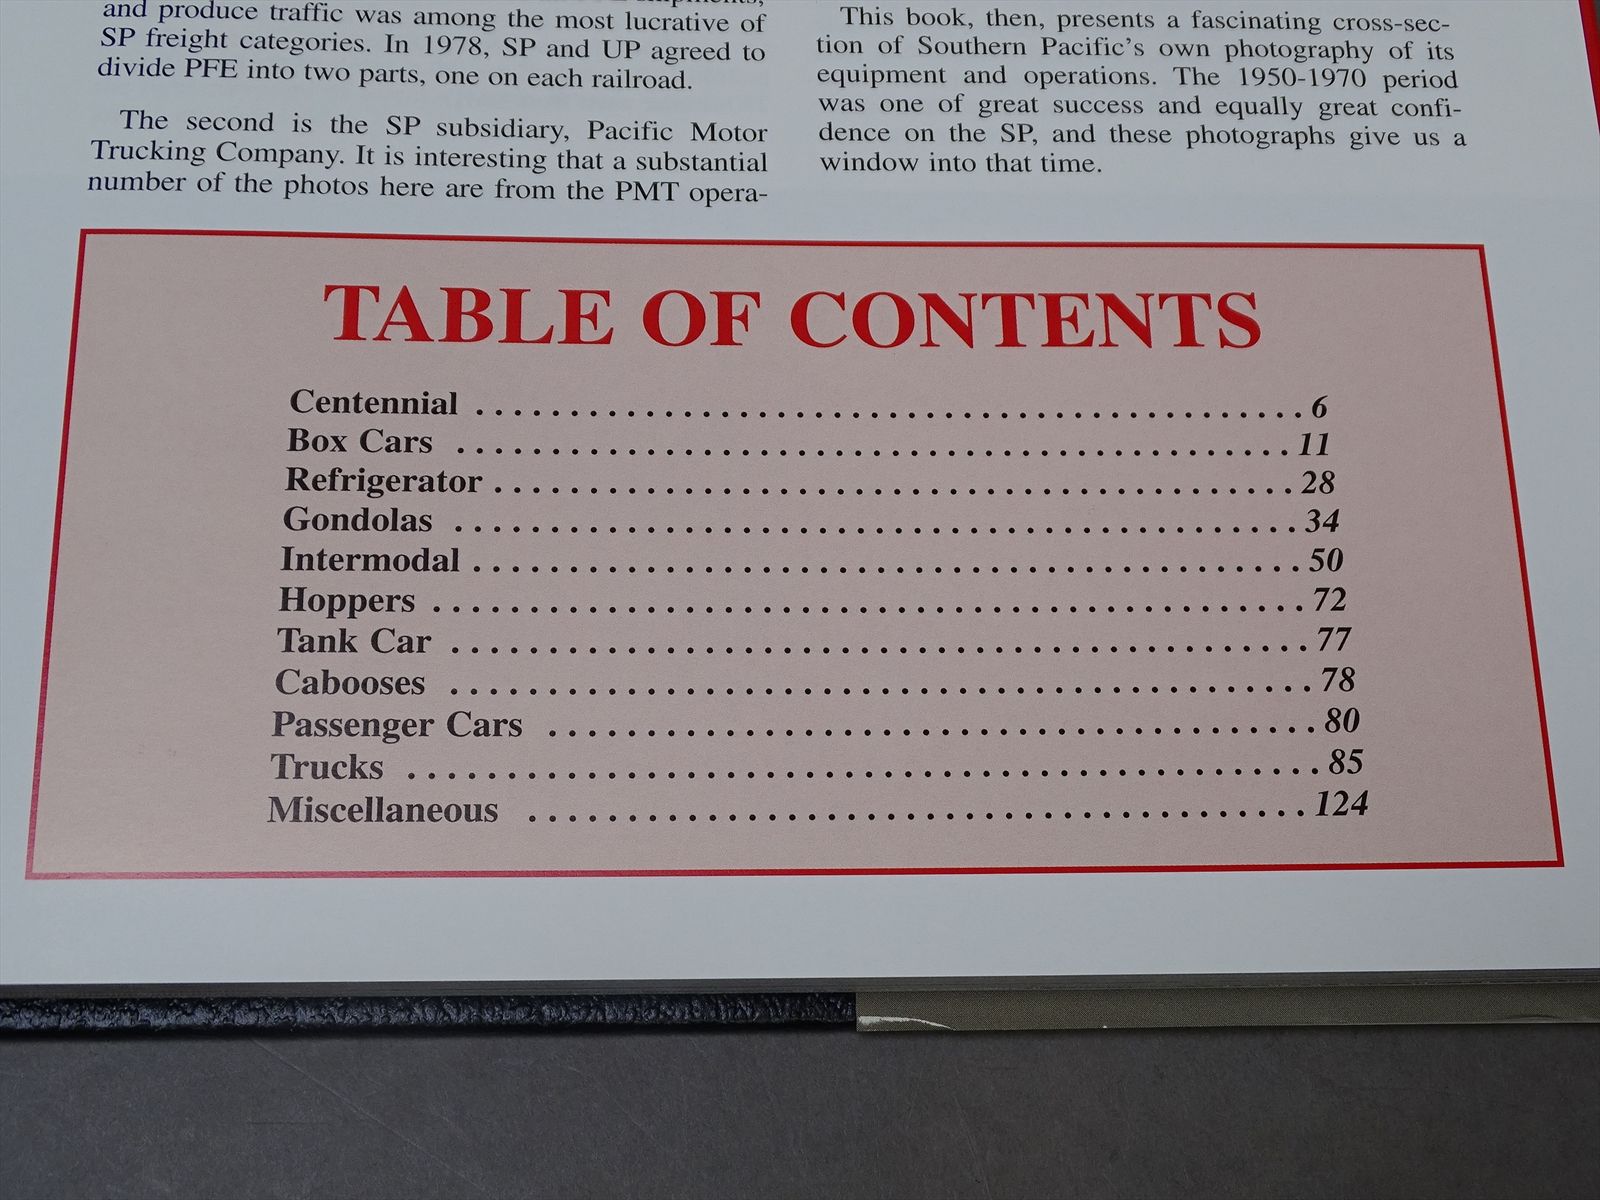 and produce traffic was among the most lucrative of
SP freight categories. In 1978, SP and UP agreed to
divide PFE into two parts, one on each railroad.
The second is the SP subsidiary, Pacific Motor
Trucking Company. It is interesting that a substantial
number of the photos here are from the PMT opera-
This book, then, presents a fascinating cross-sec-
tion of Southern Pacific's own photography of its
equipment and operations. The 1950-1970 period
was one of great success and equally great confi-
dence on the SP, and these photographs give us a
window into that time.
TABLE OF CONTENTS
Centennial . . . . . . . . . . . . . . . . . . . . . . . . . . . . . . . . . . . . . . . . . . . . 6
Box Cars . . . . . . . . . . . . . . . . . . . . . . . . . . . . . . . . . . . . . . . . . . . . 11
Refrigerator . . . . . . . . . . . . . . . . . . . . . . . . . . . . . . . . . . . . . . . . . . 28
Gondolas . . . . . . . . . . . . . . . . . . . . . . . . . . . . . . . . . . . . . . . . . . . . 34
Intermodal . . . . . . . . . . . . . . . . . . . . . . . . . . . . . . . . . . . . . . . . . . . 50
Hoppers . . . . . . . . . . . . . . . . . . . . . . . . . . . . . . . . . . . . . . . . . . . . . 72
Tank Car . . . . . . . . . . . . . . . . . . . . . . . . . . . . . . . . . . . . . . . . . . . . 77
Cabooses . . . . . . . . . . . . . . . . . . . . . . . . . . . . . . . . . . . . . . . . . . . . 78
Passenger Cars . . . . . . . . . . . . . . . . . . . . . . . . . . . . . . . . . . . . . . . 80
Trucks . . . . . . . . . . . . . . . . . . . . . . . . . . . . . . . . . . . . . . . . . . . . . . 85
Miscellaneous . . . . . . . . . . . . . . . . . . . . . . . . . . . . . . . . . . . . . . . 124